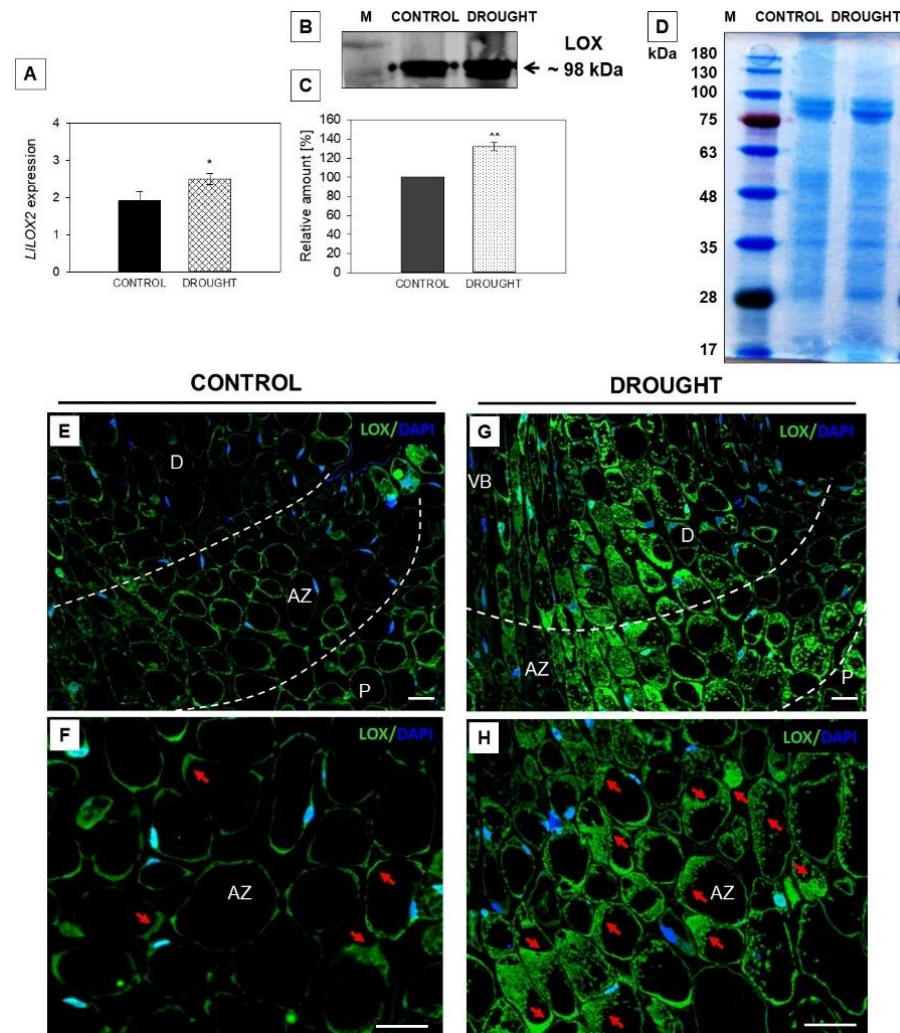 A
LlLOX2 expression
4
3
2
1
0
*
CONTROL DROUGHT
B
M CONTROL DROUGHT
LOX
← ~ 98 kDa
C
Relative amount [%]
160
140
120
100
80
60
40
20
0
^^
CONTROL DROUGHT
D
M CONTROL DROUGHT
kDa
180
130
100
75
63
48
35
28
17
CONTROL
E
LOX/DAPI
D
AZ
P
F
LOX/DAPI
AZ
DROUGHT
G
LOX/DAPI
VB
D
AZ
P
H
LOX/DAPI
AZ